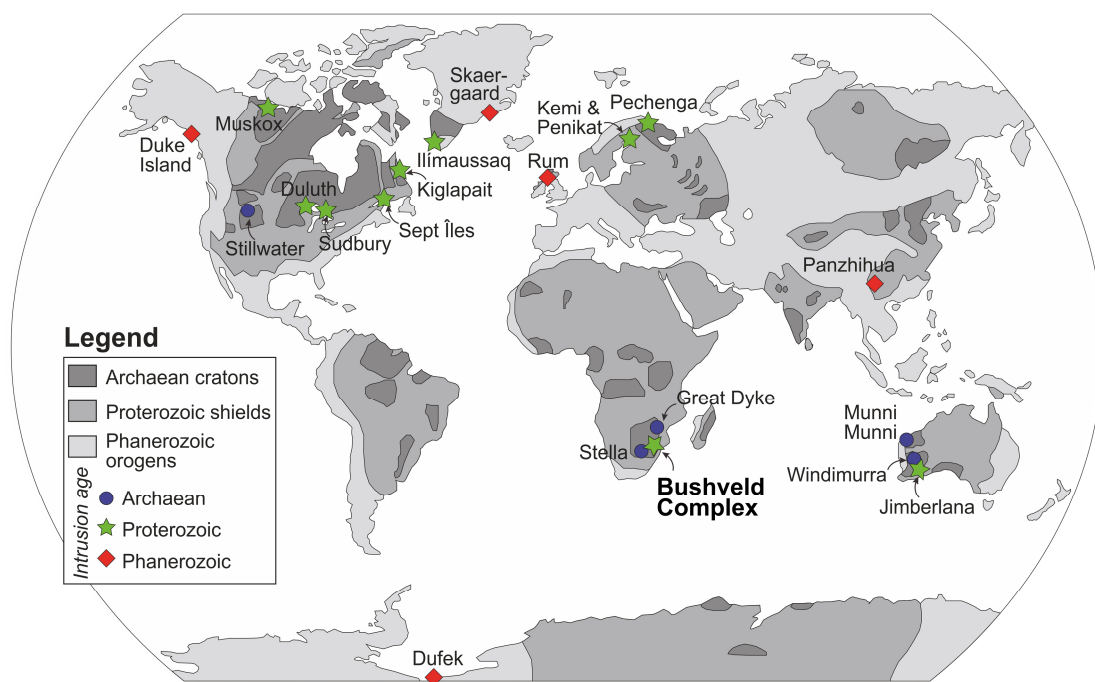 Skaer-
gaard
Kemi &
Penikat
Pechenga
Muskox
Duke
Island
Ilímaussaq
Rum
Kiglapait
Duluth
Stillwater
Sudbury
Sept Îles
Panzhihua
Legend
Archaean cratons
Proterozoic shields
Phanerozoic
orogens
Intrusion age
Archaean
Proterozoic
Phanerozoic
Great Dyke
Stella
Bushveld
Complex
Munni
Munni
Windimurra
Jimberlana
Dufek